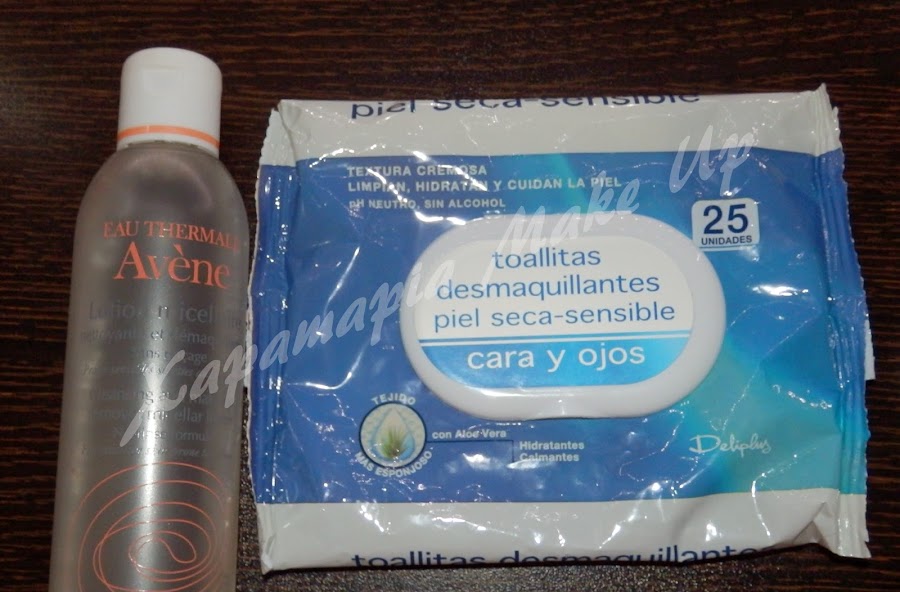 EAU THERMALE
Avène
piel seca-sensible
TEXTURA CREMOSA
LIMPIAN, HIDRATAN Y CUIDAN LA PIEL
pH NEUTRO, SIN ALCOHOL
25
UNIDADES
toallitas
desmaquillantes
piel seca-sensible
cara y ojos
TEJIDO
MÁS ESPONJOSO
con Aloe Vera
Hidratantes
Calmantes
Deliplus
toallitas desmaquillantes
Zapamapic Make Up